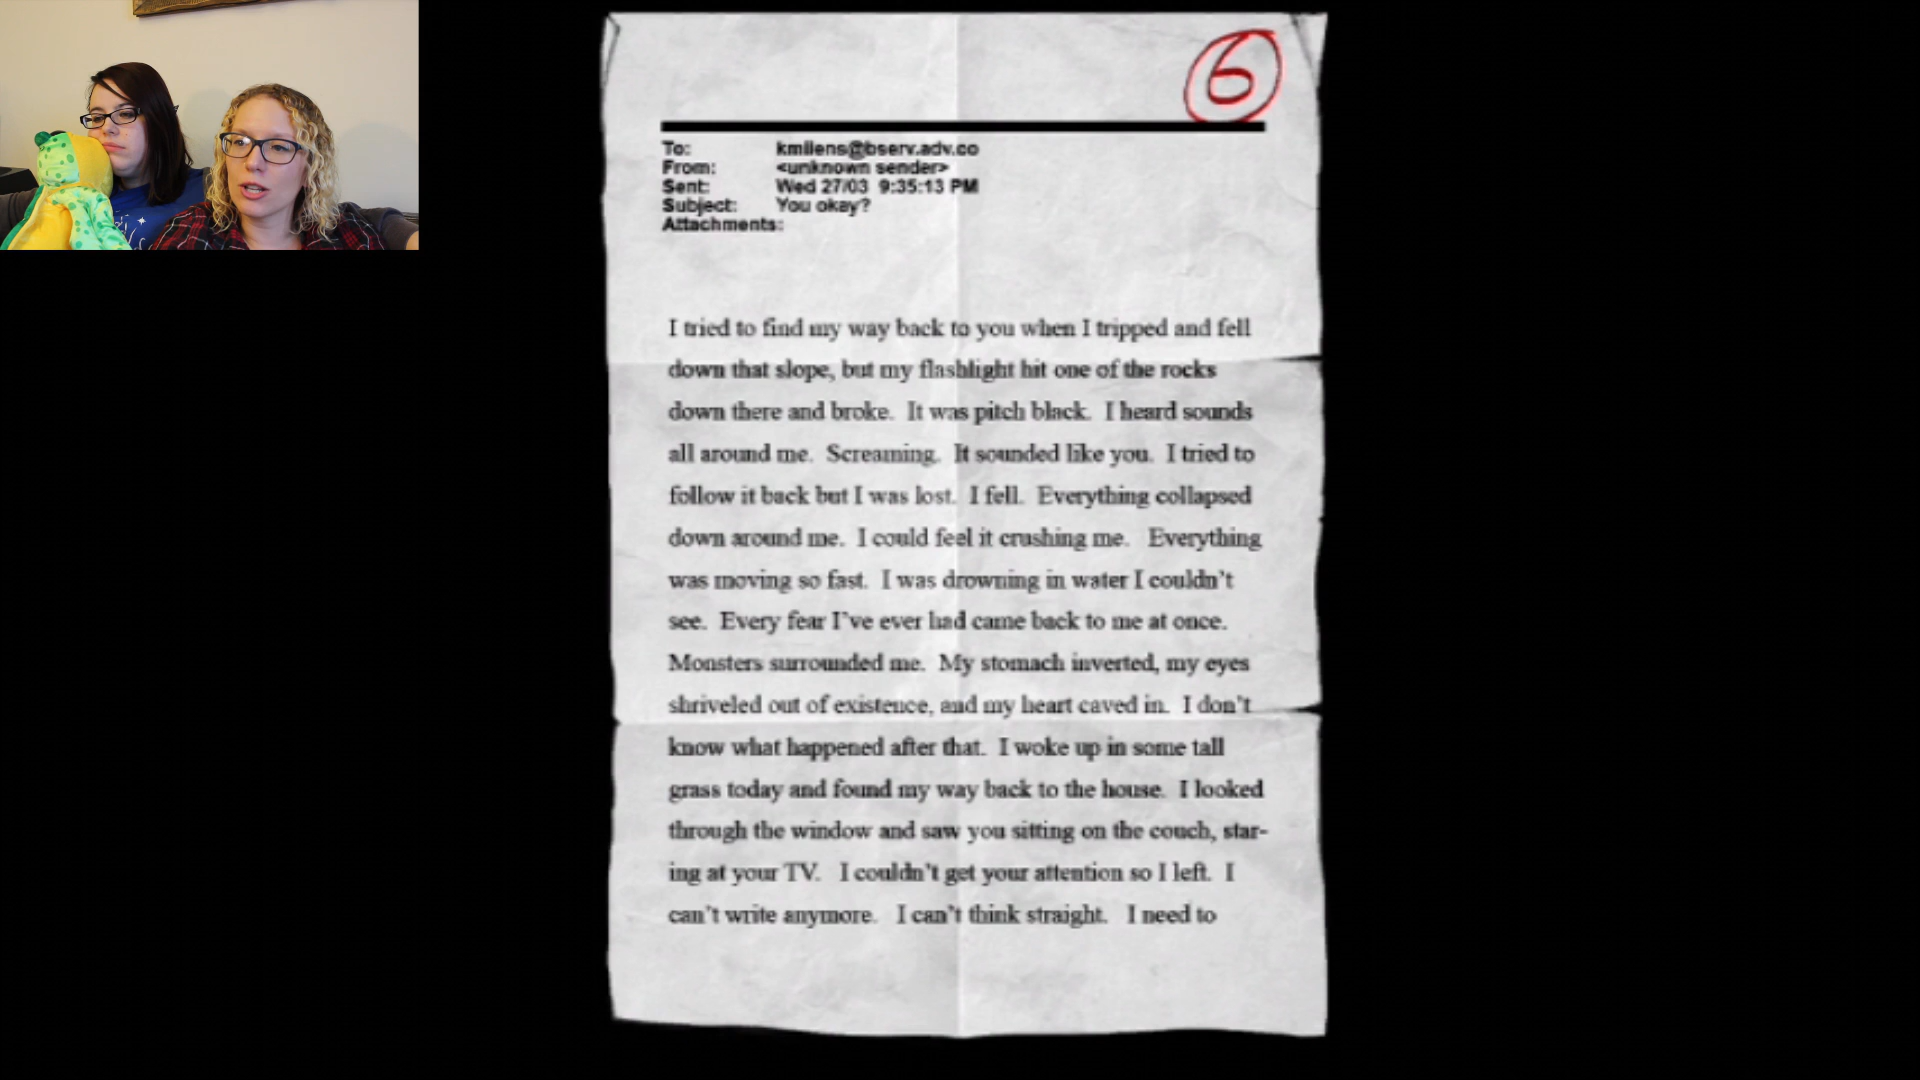 6
To: kmilens@bserv.adv.co
From: <unknown sender>
Sent: Wed 27/03 9:35:13 PM
Subject: You okay?
Attachments:
I tried to find my way back to you when I tripped and fell
down that slope, but my flashlight hit one of the rocks
down there and broke. It was pitch black. I heard sounds
all around me. Screaming. It sounded like you. I tried to
follow it back but I was lost. I fell. Everything collapsed
down around me. I could feel it crushing me. Everything
was moving so fast. I was drowning in water I couldn't
see. Every fear I've ever had came back to me at once.
Monsters surrounded me. My stomach inverted, my eyes
shriveled out of existence, and my heart caved in. I don't
know what happened after that. I woke up in some tall
grass today and found my way back to the house. I looked
through the window and saw you sitting on the couch, star-
ing at your TV. I couldn't get your attention so I left. I
can't write anymore. I can't think straight. I need to